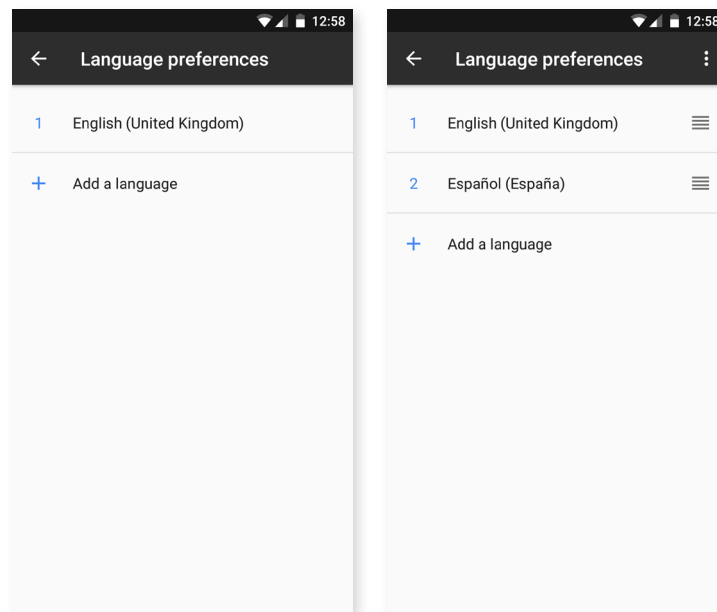 12:58
Language preferences
1 English (United Kingdom)
+ Add a language
12:58
Language preferences
1 English (United Kingdom)
2 Español (España)
+ Add a language